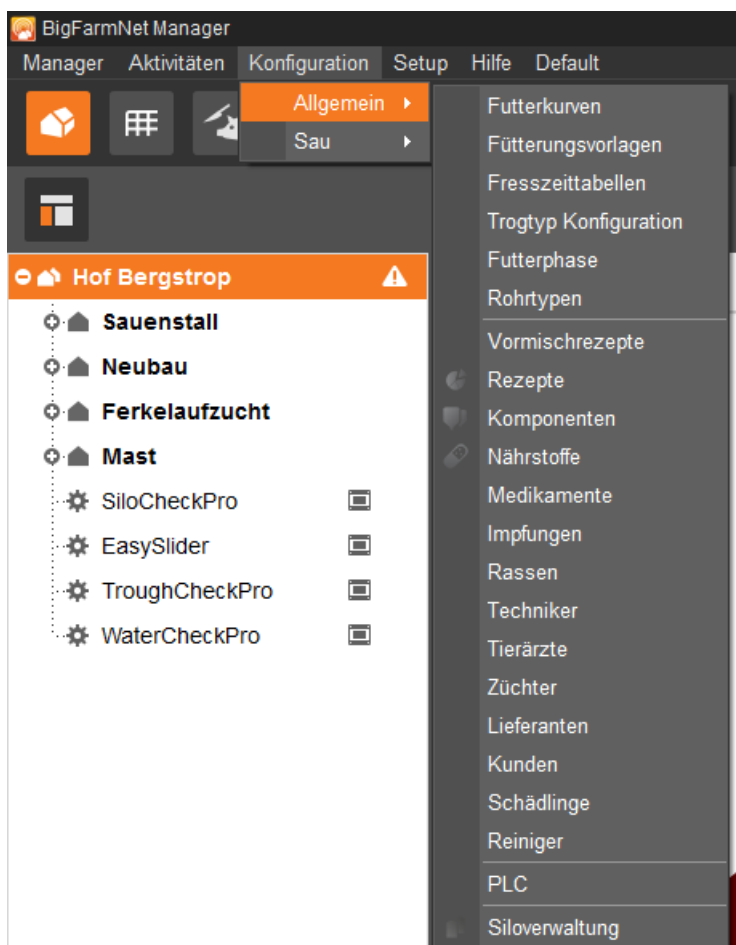 BigFarmNet Manager
Manager Aktivitäten Konfiguration Setup Hilfe Default
Allgemein
Sau
Futterkurven
Fütterungsvorlagen
Fresszeittabellen
Trogtyp Konfiguration
Futterphase
Rohrtypen
Vormischrezepte
Rezepte
Komponenten
Nährstoffe
Medikamente
Impfungen
Rassen
Techniker
Tierärzte
Züchter
Lieferanten
Kunden
Schädlinge
Reiniger
PLC
Siloverwaltung
Hof Bergstrop
Sauenstall
Neubau
Ferkelaufzucht
Mast
SiloCheckPro
EasySlider
TroughCheckPro
WaterCheckPro